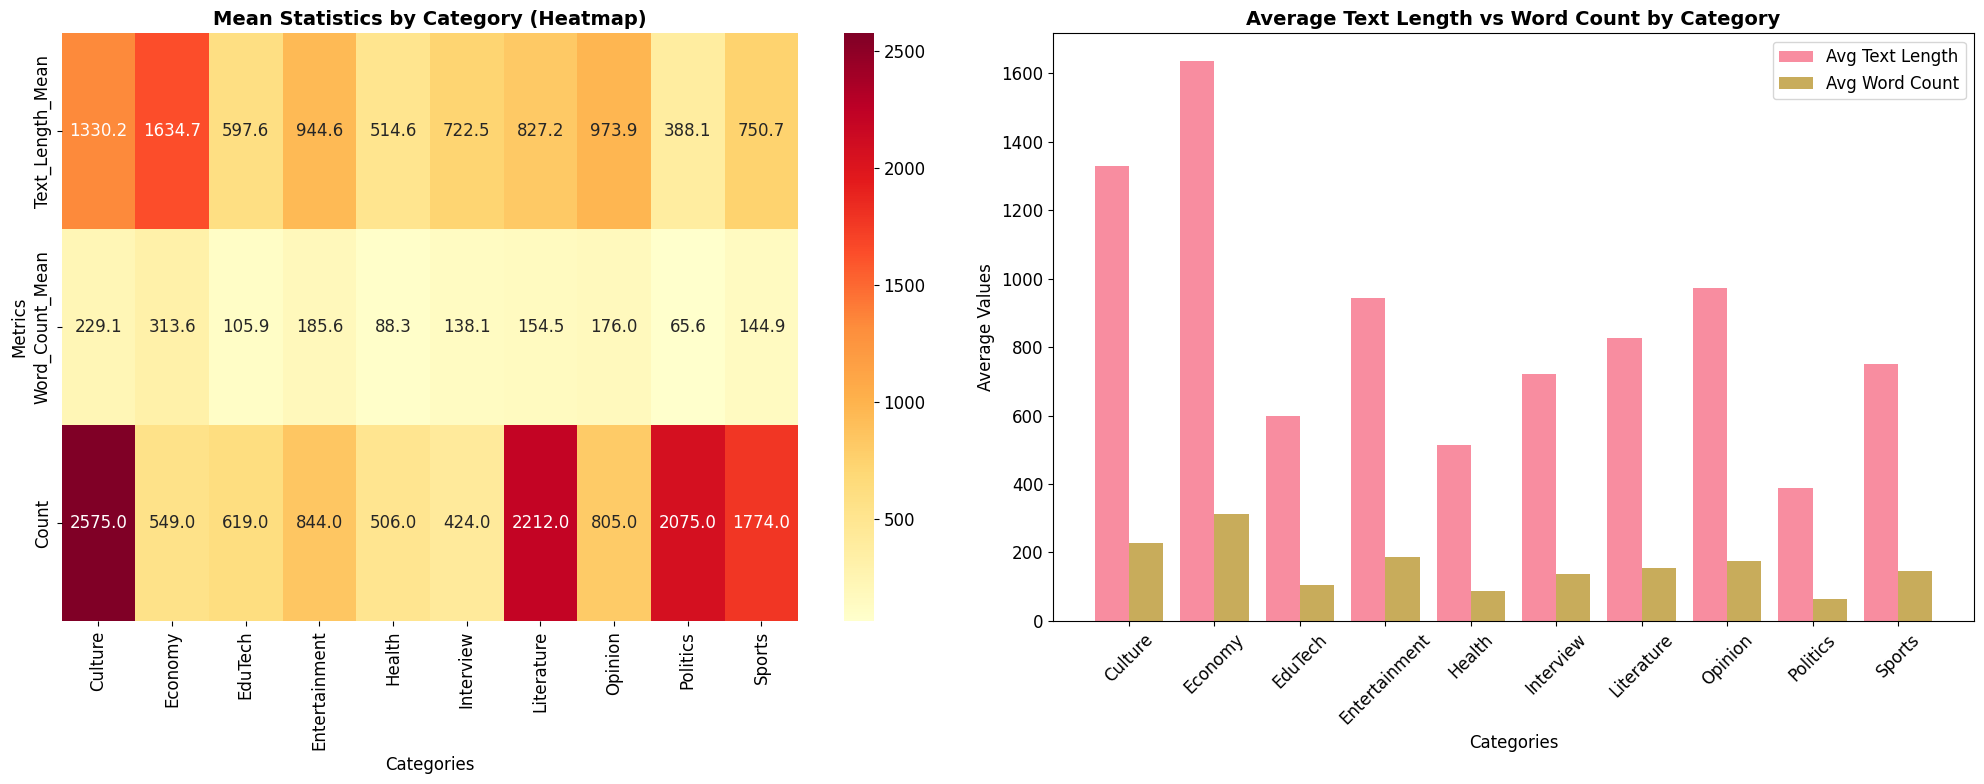 Mean Statistics by Category (Heatmap)
Metrics
Text_Length_Mean
Word_Count_Mean
Count
1330.2 1634.7 597.6 944.6 514.6 722.5 827.2 973.9 388.1 750.7
229.1 313.6 105.9 185.6 88.3 138.1 154.5 176.0 65.6 144.9
2575.0 549.0 619.0 844.0 506.0 424.0 2212.0 805.0 2075.0 1774.0
Culture Economy EduTech Entertainment Health Interview Literature Opinion Politics Sports
Categories
2500
2000
1500
1000
500
Average Text Length vs Word Count by Category
Avg Text Length
Avg Word Count
Average Values
1600
1400
1200
1000
800
600
400
200
0
Culture Economy EduTech Entertainment Health Interview Literature Opinion Politics Sports
Categories